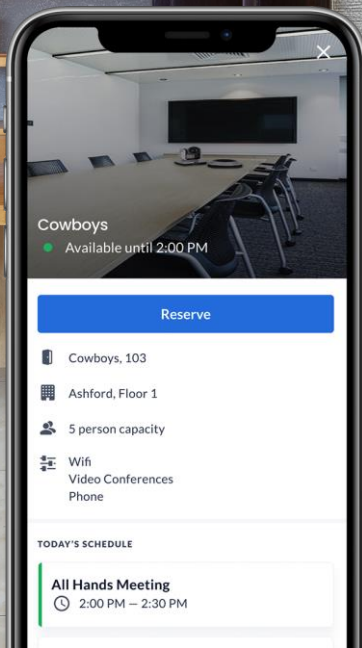 Cowboys
Available until 2:00 PM
Reserve
Cowboys, 103
Ashford, Floor 1
5 person capacity
Wifi
Video Conferences
Phone
TODAY'S SCHEDULE
All Hands Meeting
2:00 PM — 2:30 PM